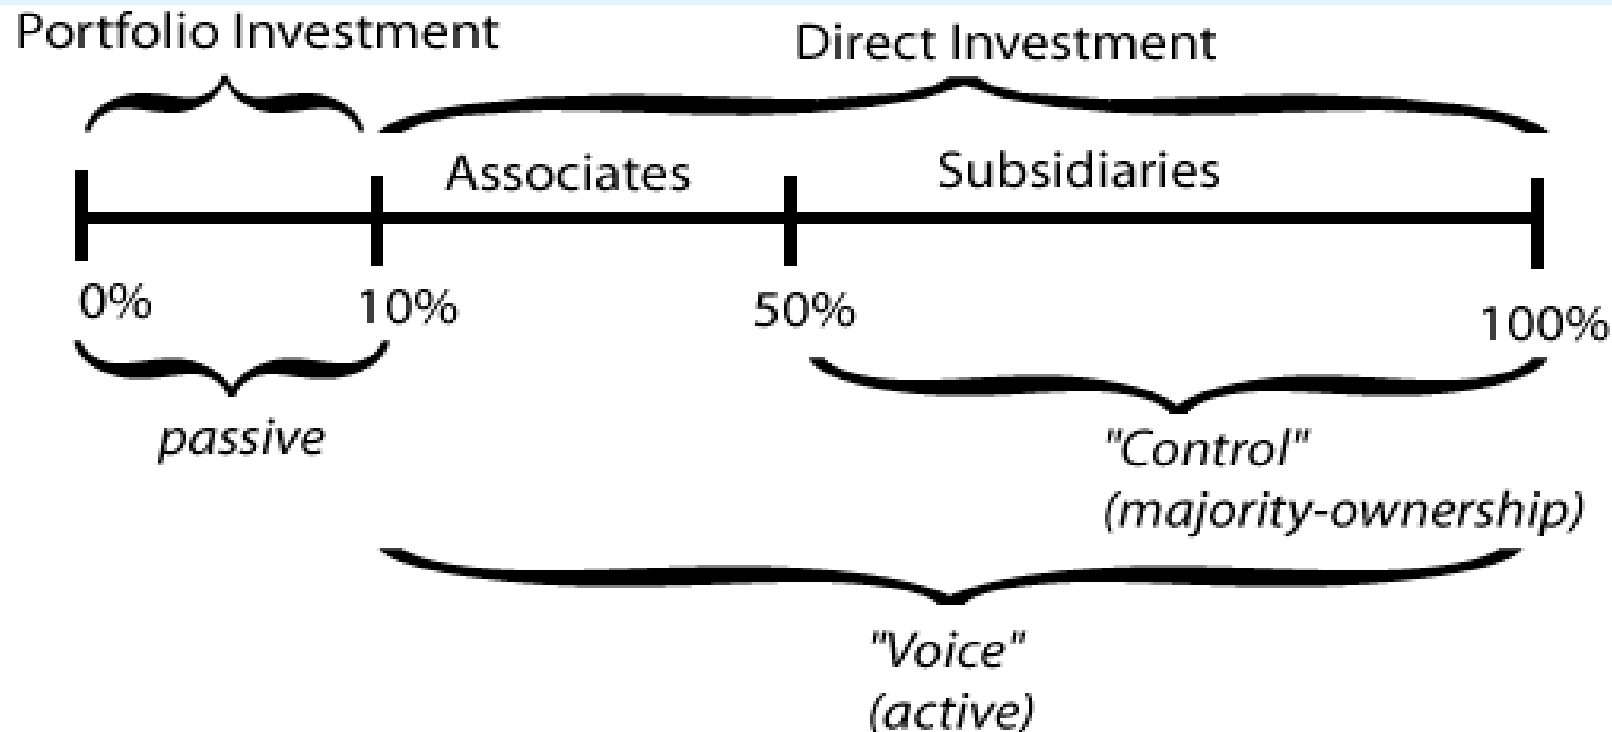 Portfolio Investment
Direct Investment
Associates
Subsidiaries
0%
10%
50%
100%
passive
"Control"
(majority-ownership)
"Voice"
(active)